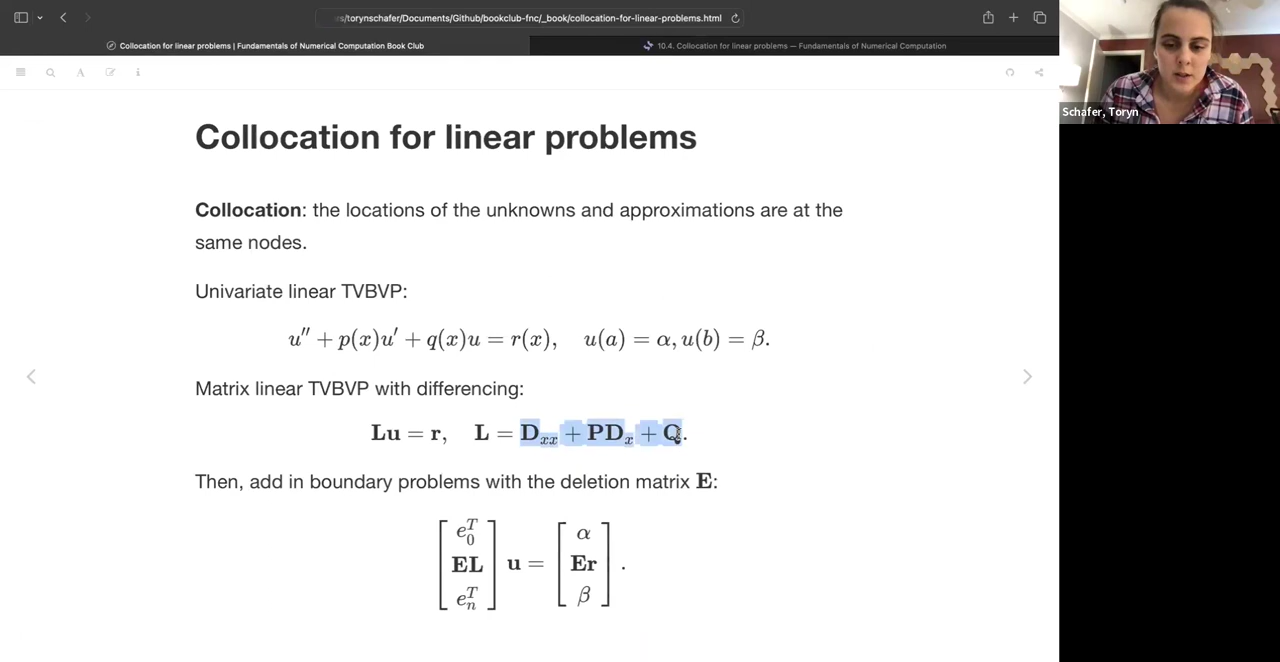 rs/torynschafer/Documents/Github/bookclub-fnc/_book/collocation-for-linear-problems.html
Collocation for linear problems | Fundamentals of Numerical Computation Book Club
10.4. Collocation for linear problems — Fundamentals of Numerical Computation
Schafer, Toryn
Collocation for linear problems
Collocation: the locations of the unknowns and approximations are at the
same nodes.
Univariate linear TVBVP:
u″ + p(x)u′ + q(x)u = r(x), u(a) = α, u(b) = β.
Matrix linear TVBVP with differencing:
Lu = r, L = D_xx + PD_x + Q.
Then, add in boundary problems with the deletion matrix E:
[e_0^T; EL; e_n^T] u = [α; Er; β].